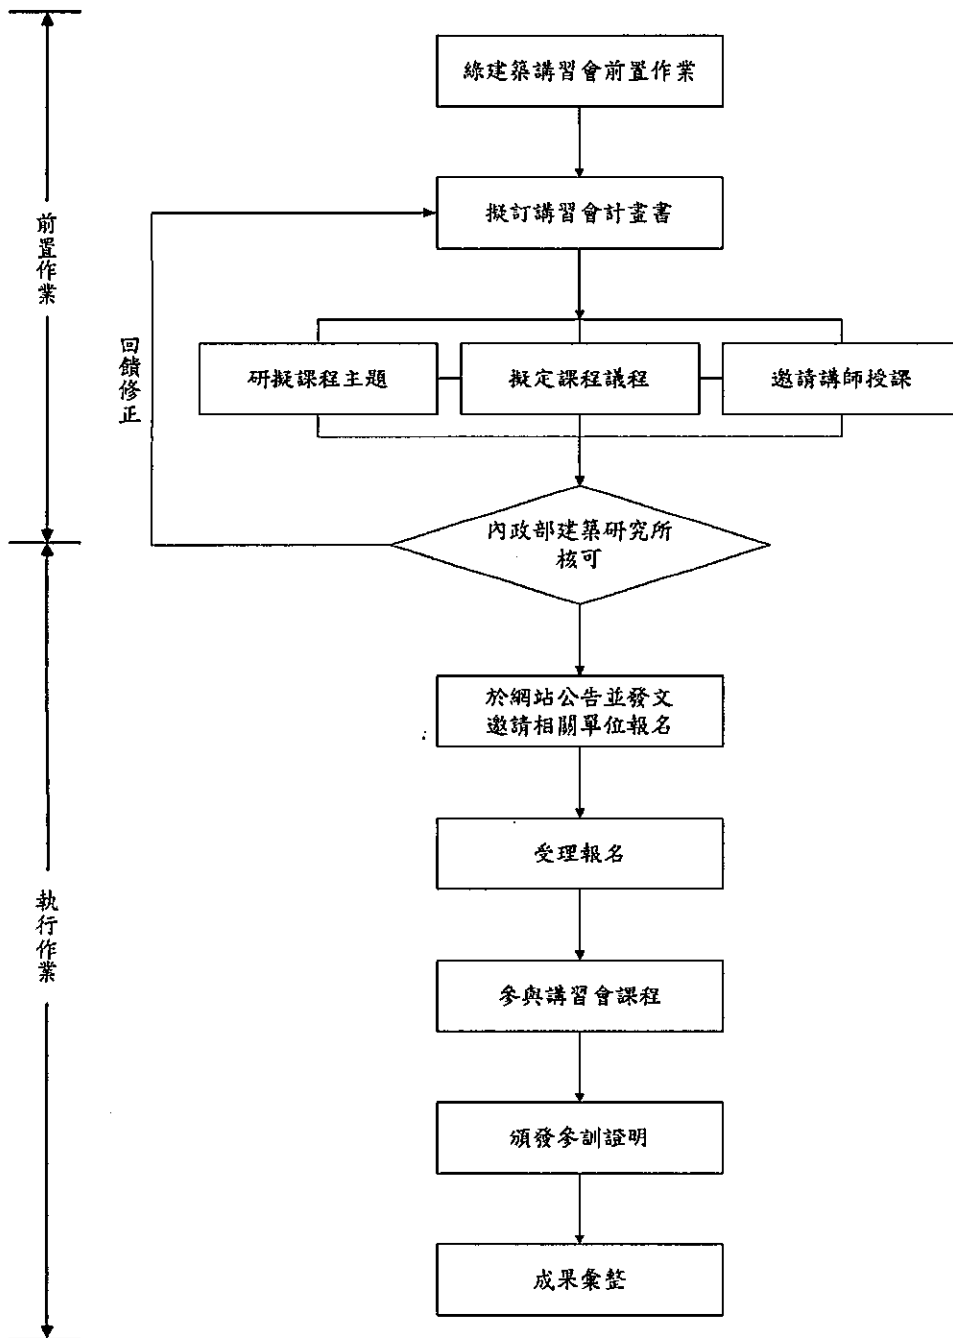 綠建築講習會前置作業
擬訂講習會計畫書
前置作業
回饋修正
研擬課程主題
擬定課程議程
邀請講師授課
內政部建築研究所
核可
於網站公告並發文
邀請相關單位報名
受理報名
執行作業
參與講習會課程
頒發參訓證明
成果彙整